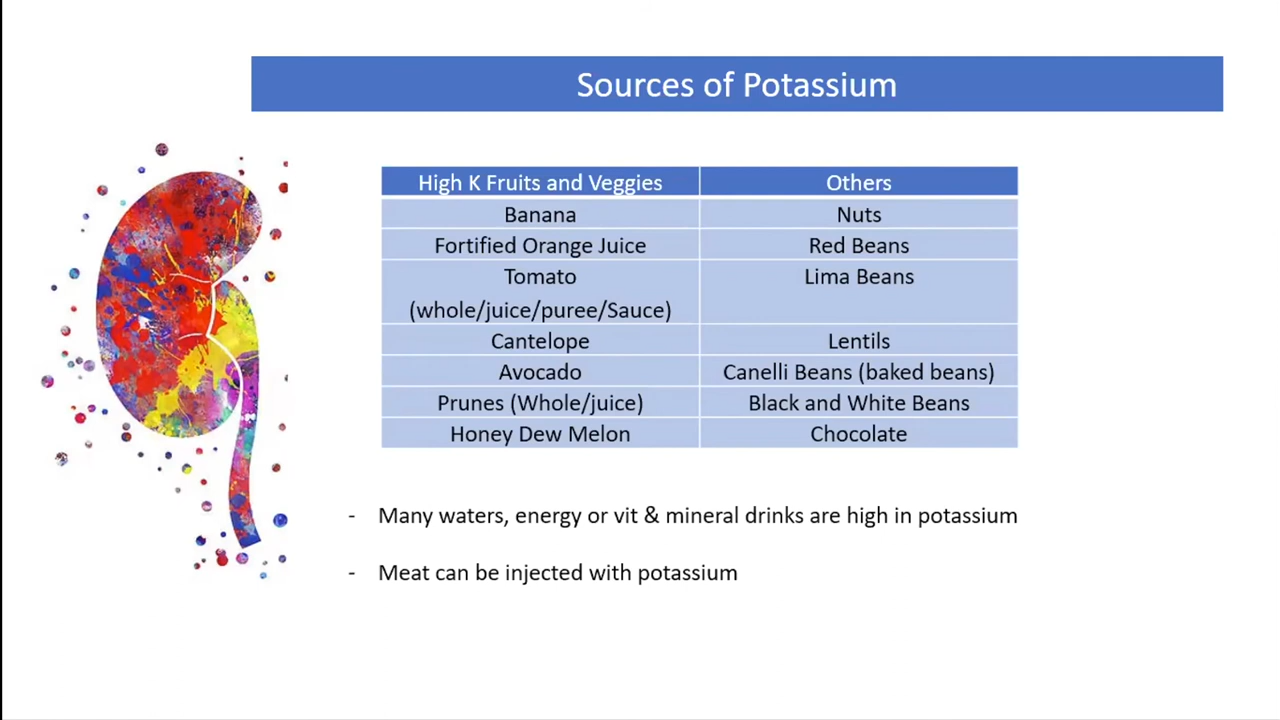 Sources of Potassium
High K Fruits and Veggies Others
Banana Nuts
Fortified Orange Juice Red Beans
Tomato Lima Beans
(whole/juice/puree/Sauce)
Cantelope Lentils
Avocado Canelli Beans (baked beans)
Prunes (Whole/juice) Black and White Beans
Honey Dew Melon Chocolate
- Many waters, energy or vit & mineral drinks are high in potassium
- Meat can be injected with potassium